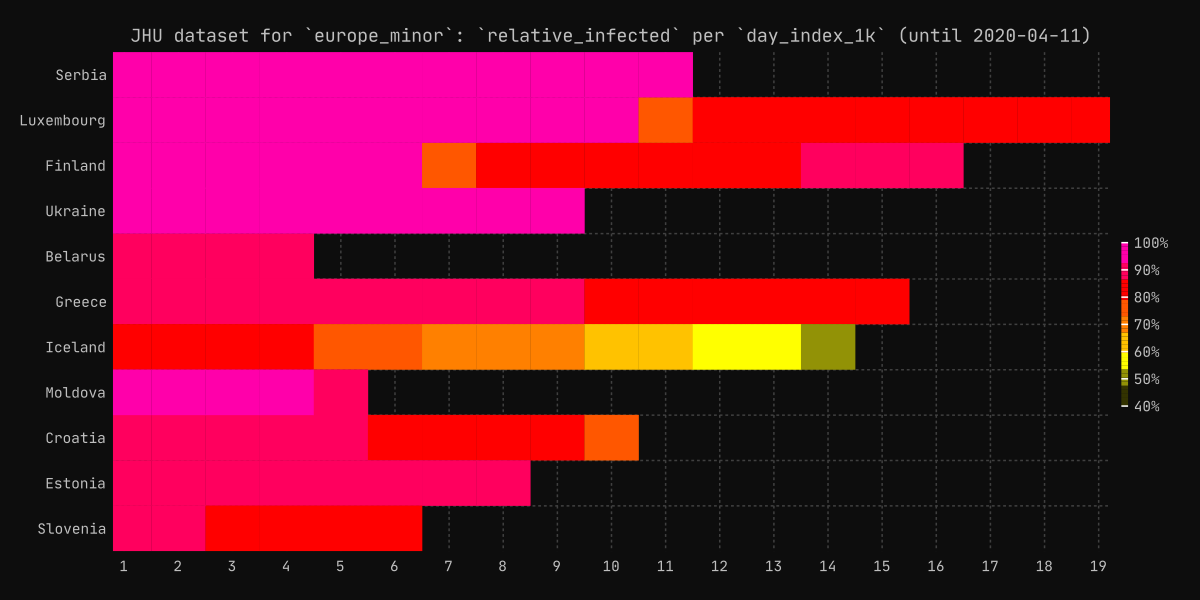 JHU dataset for `europe_minor`: `relative_infected` per `day_index_1k` (until 2020-04-11)
Serbia
Luxembourg
Finland
Ukraine
Belarus
Greece
Iceland
Moldova
Croatia
Estonia
Slovenia
1 2 3 4 5 6 7 8 9 10 11 12 13 14 15 16 17 18 19
100%
90%
80%
70%
60%
50%
40%